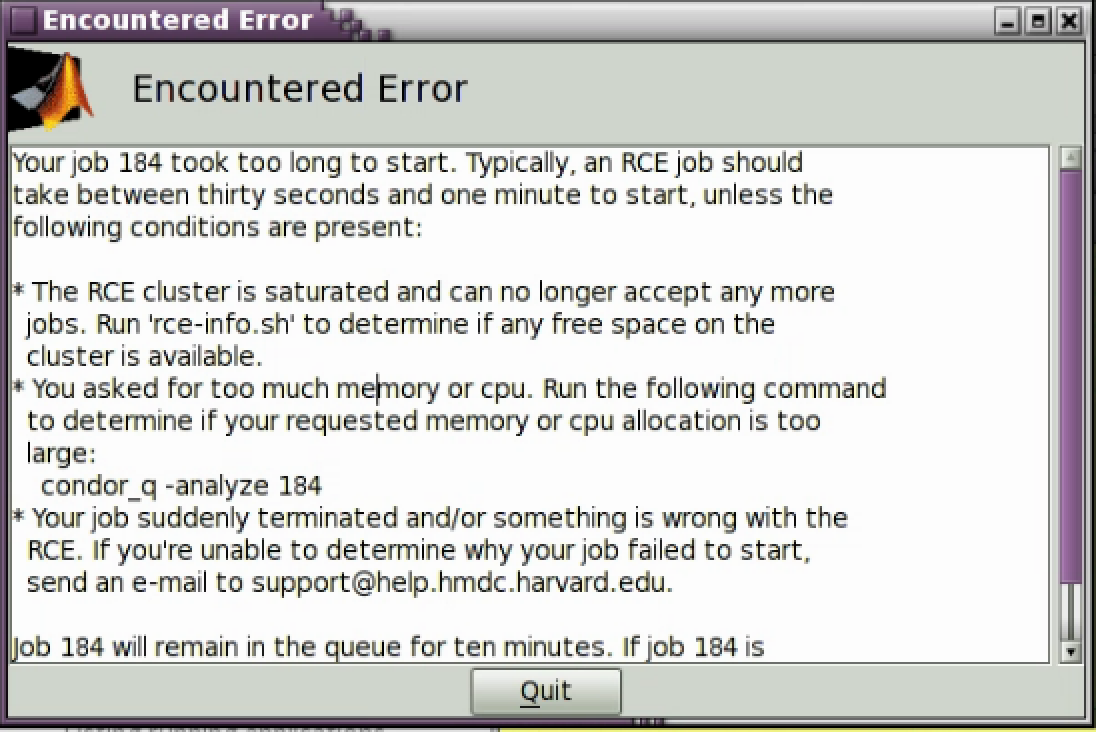 Encountered Error
Encountered Error
Your job 184 took too long to start. Typically, an RCE job should
take between thirty seconds and one minute to start, unless the
following conditions are present:
* The RCE cluster is saturated and can no longer accept any more
jobs. Run 'rce-info.sh' to determine if any free space on the
cluster is available.
* You asked for too much memory or cpu. Run the following command
to determine if your requested memory or cpu allocation is too
large:
condor_q -analyze 184
* Your job suddenly terminated and/or something is wrong with the
RCE. If you're unable to determine why your job failed to start,
send an e-mail to support@help.hmdc.harvard.edu.
Job 184 will remain in the queue for ten minutes. If job 184 is
Quit